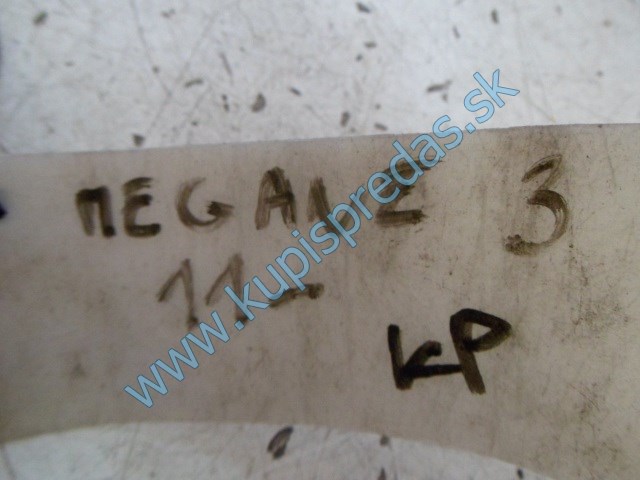 MEGANE 3
11-
KP
www.kupispredas.sk